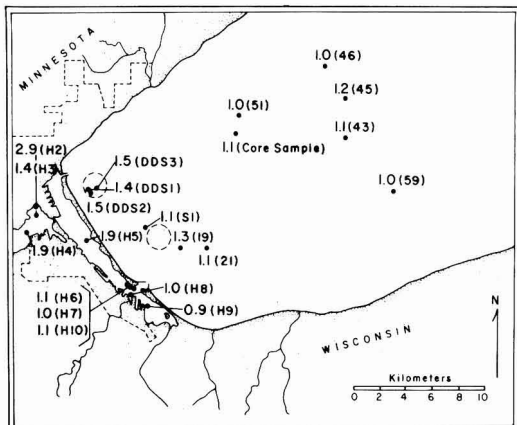 MINNESOTA
1.0 (46)
1.2 (45)
1.0 (51)
1.1 (43)
1.1 (Core Sample)
2.9 (H2)
1.4 (H3)
1.5 (DDS3)
1.4 (DDS1)
1.5 (DDS2)
1.0 (59)
1.1 (S1)
1.9 (H5)
1.3 (19)
1.9 (H4)
1.1 (21)
1.1 (H6)
1.0 (H7)
1.1 (H10)
1.0 (H8)
0.9 (H9)
N
WISCONSIN
Kilometers
0 2 4 6 8 10